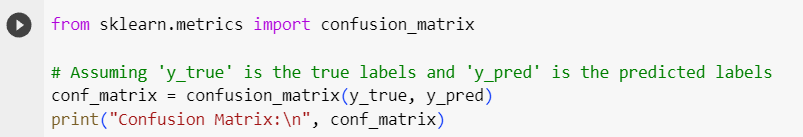 from sklearn.metrics import confusion_matrix
# Assuming 'y_true' is the true labels and 'y_pred' is the predicted labels
conf_matrix = confusion_matrix(y_true, y_pred)
print("Confusion Matrix:\n", conf_matrix)